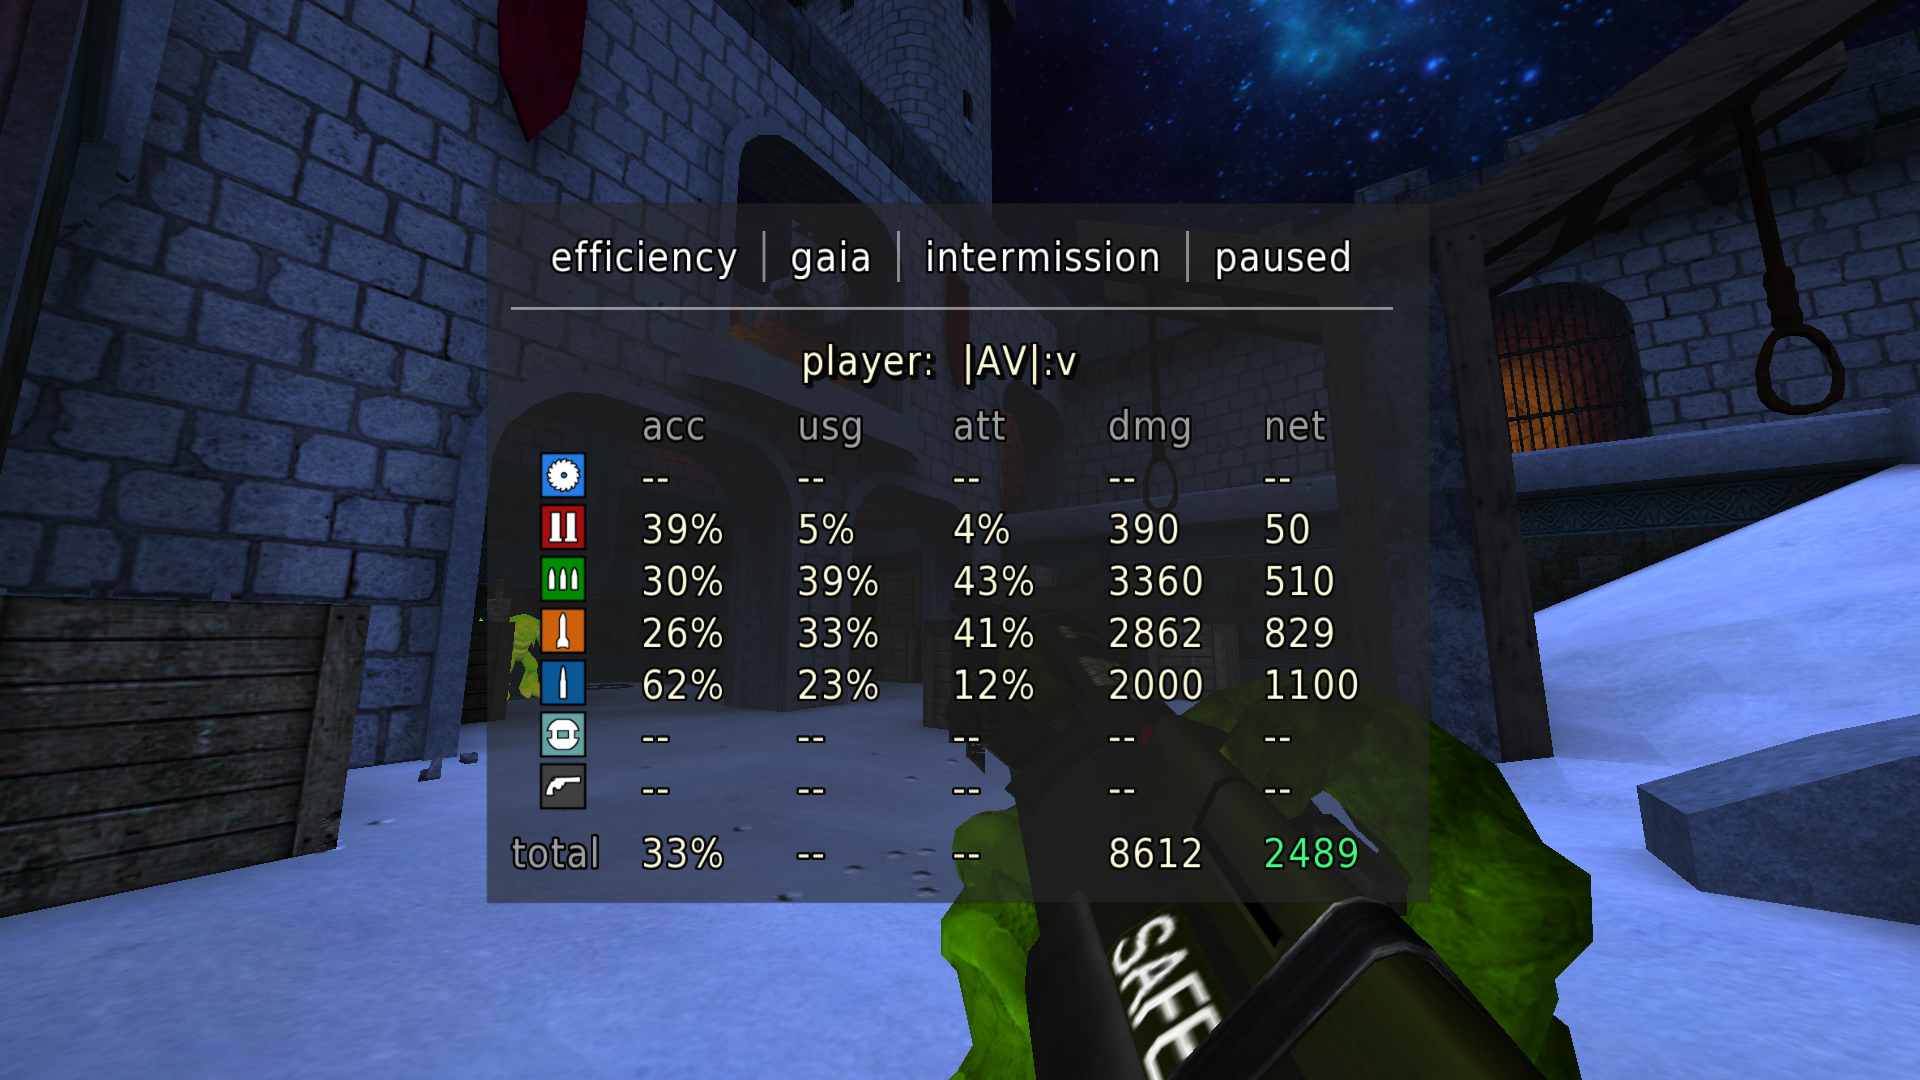 efficiency | gaia | intermission | paused
player: |AV|:v
acc usg att dmg net
-- -- -- -- --
39% 5% 4% 390 50
30% 39% 43% 3360 510
26% 33% 41% 2862 829
62% 23% 12% 2000 1100
-- -- -- -- --
-- -- -- -- --
total 33% -- -- 8612 2489
SAFE